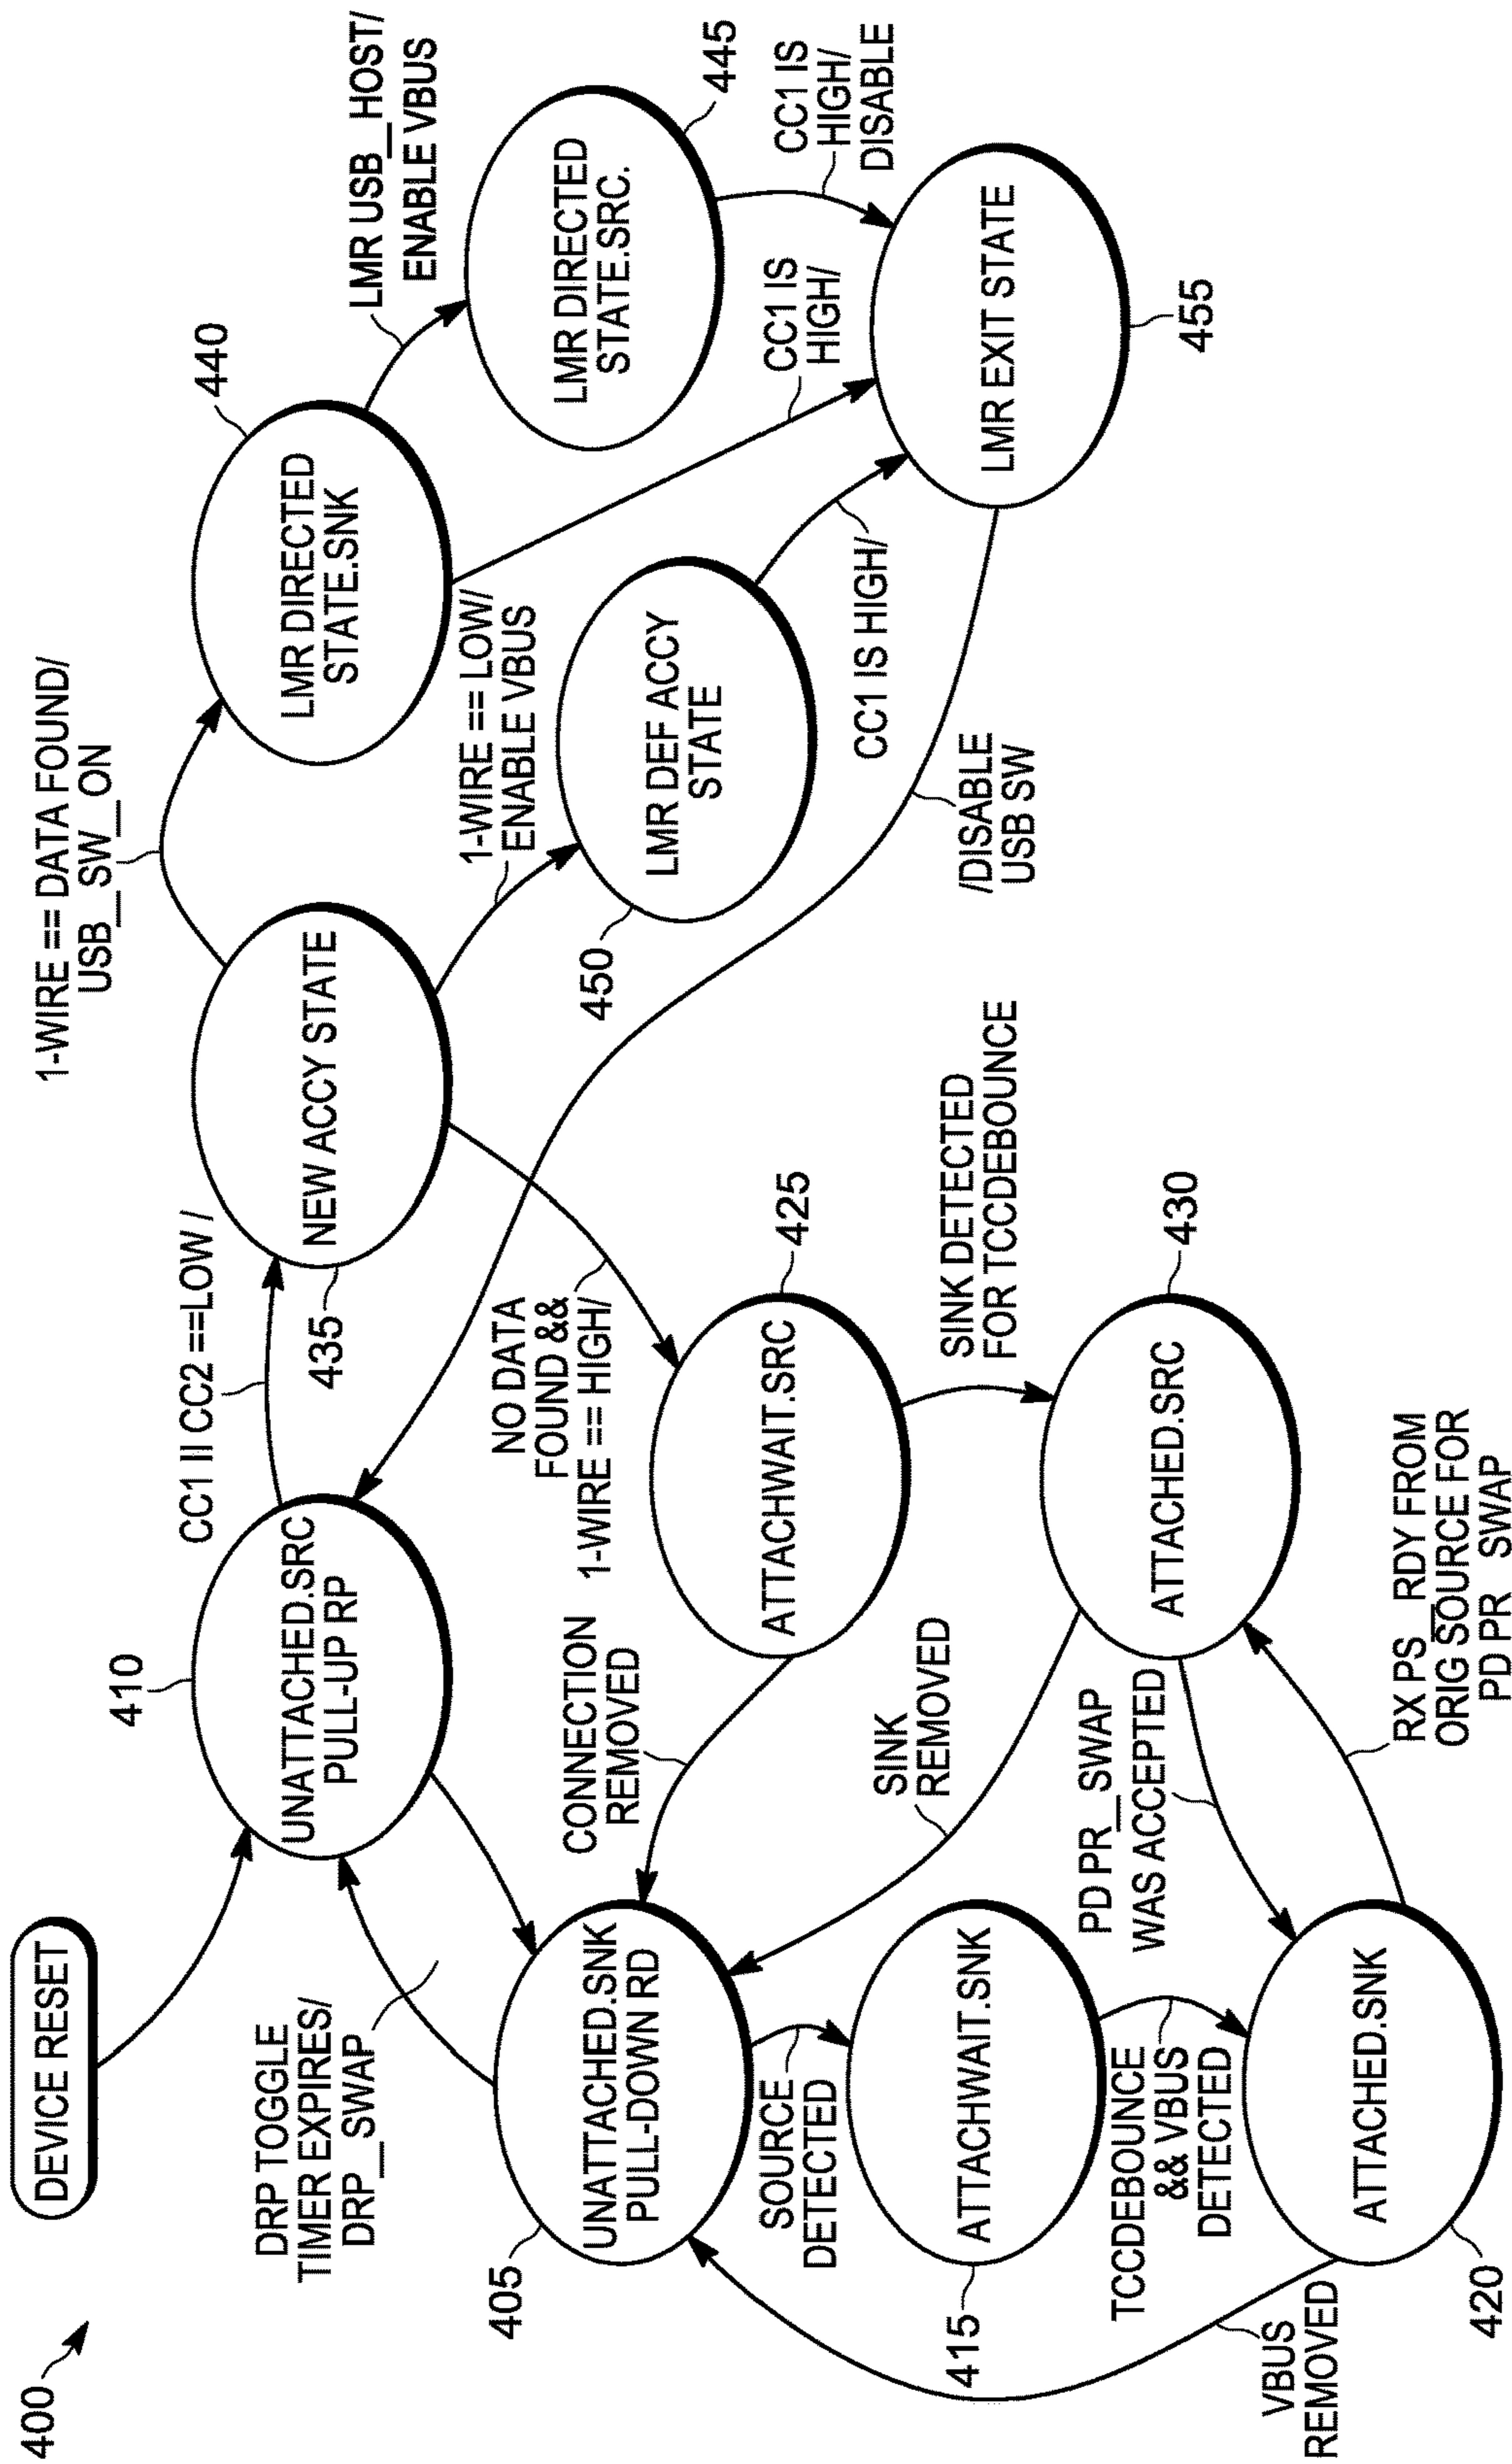 400
DEVICE RESET
DRP TOGGLE
TIMER EXPIRES/
DRP_SWAP
410
UNATTACHED.SRC
PULL-UP RP
CC1 II CC2 ==LOW /
435
NEW ACCY STATE
1-WIRE == DATA FOUND/
USB_SW_ON
440
LMR DIRECTED
STATE.SNK
LMR USB_HOST/
ENABLE VBUS
445
LMR DIRECTED
STATE.SRC.
1-WIRE == LOW/
ENABLE VBUS
450
LMR DEF ACCY
STATE
CC1 IS HIGH/
CC1 IS
HIGH/
CC1 IS
HIGH/
DISABLE
LMR EXIT STATE
455
/DISABLE
USB SW
405
UNATTACHED.SNK
PULL-DOWN RD
CONNECTION
REMOVED
NO DATA
FOUND &&
1-WIRE == HIGH/
ATTACHWAIT.SRC
425
SOURCE
DETECTED
SINK
REMOVED
SINK DETECTED
FOR TCCDEBOUNCE
415
ATTACHWAIT.SNK
ATTACHED.SRC
430
TCCDEBOUNCE
&& VBUS
DETECTED
PD PR_SWAP
WAS ACCEPTED
VBUS
REMOVED
420
ATTACHED.SNK
RX PS_RDY FROM
ORIG SOURCE FOR
PD PR_SWAP